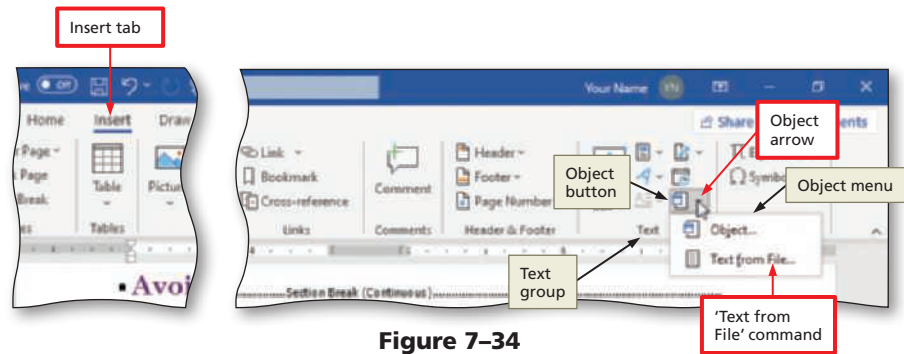 Insert tab
Off
Your Name
YN
Home
Insert
Draw
Share
ents
Object
arrow
Page
Page
Break
Table
Tables
Pictur
Link
Bookmark
Cross-reference
Links
Comment
Comments
Header
Footer
Page Number
Header & Footer
Object
button
Symbo
Text
Object menu
Object...
Text from File...
Text
group
'Text from
File' command
Avoi
Section Break (Continuous)
Figure 7–34